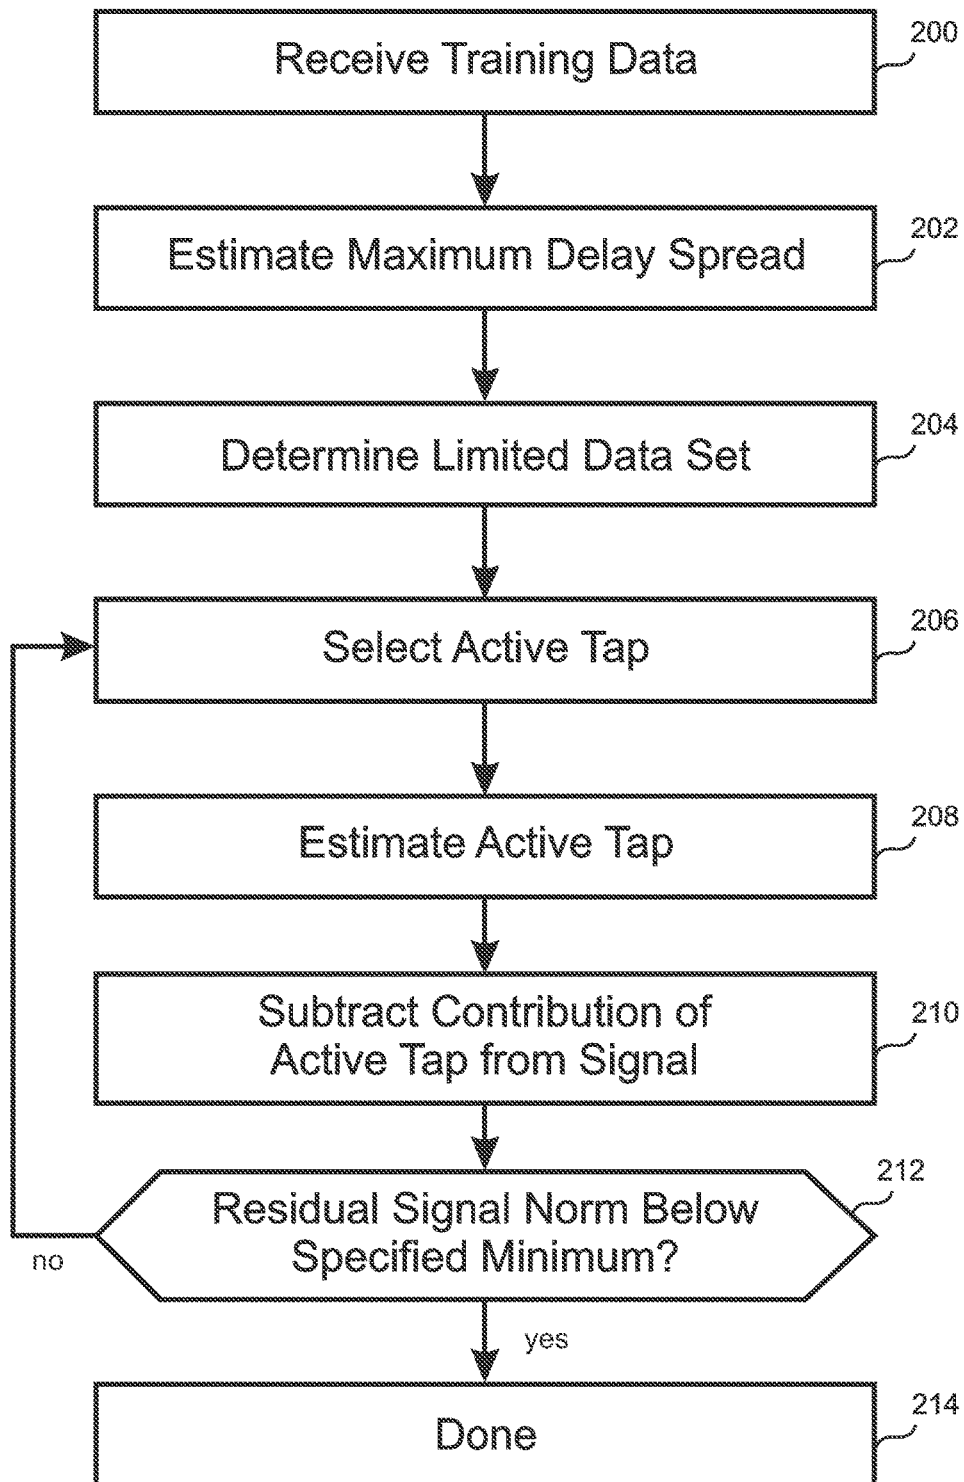 Receive Training Data
200
Estimate Maximum Delay Spread
202
Determine Limited Data Set
204
Select Active Tap
206
Estimate Active Tap
208
Subtract Contribution of
Active Tap from Signal
210
Residual Signal Norm Below
Specified Minimum?
212
no
yes
Done
214